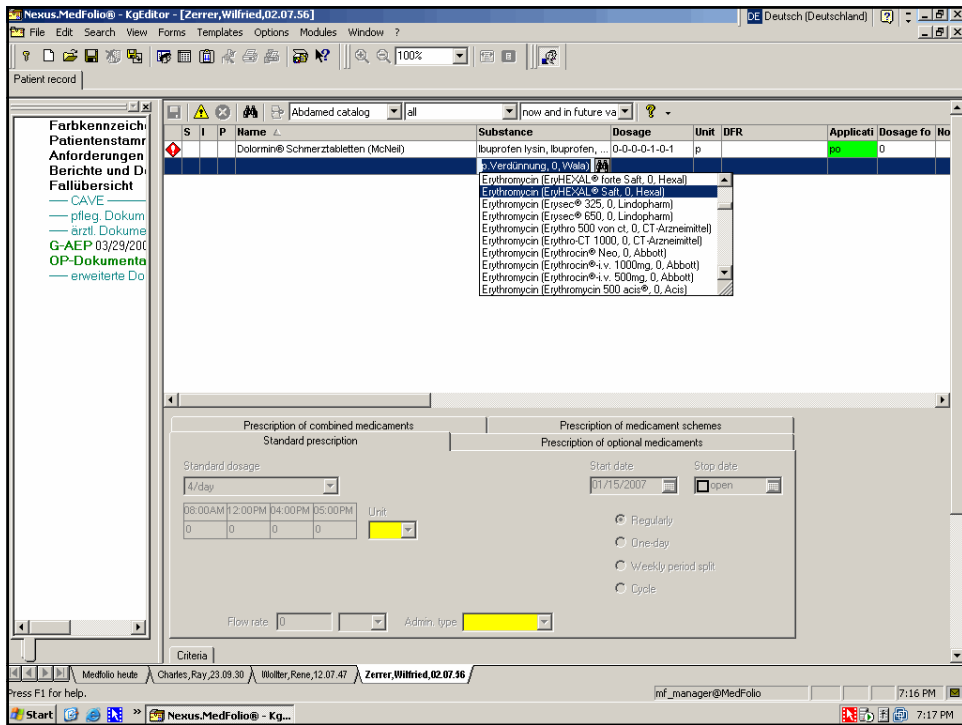 Nexus.MedFolio® - KgEditor - [Zerrer,Wilfried,02.07.56]
DE Deutsch (Deutschland)
File Edit Search View Forms Templates Options Modules Window ?
100%
Patient record
Abdamed catalog all now and in future va
S I P Name Substance Dosage Unit DFR Applicati Dosage fo No
Dolormin® Schmerztabletten (McNeil) Ibuprofen lysin, Ibuprofen, ... 0-0-0-0-1-0-1 p po 0
p.Verdünnung, 0, Wala)
Erythromycin (EryHEXAL® forte Saft, 0, Hexal)
Erythromycin (EryHEXAL® Saft, 0, Hexal)
Erythromycin (Erysec® 325, 0, Lindopharm)
Erythromycin (Erysec® 650, 0, Lindopharm)
Erythromycin (Erythro 500 von ct, 0, CT-Arzneimittel)
Erythromycin (Erythro-CT 1000, 0, CT-Arzneimittel)
Erythromycin (Erythrocin® Neo, 0, Abbott)
Erythromycin (Erythrocin®-i.v. 1000mg, 0, Abbott)
Erythromycin (Erythrocin®-i.v. 500mg, 0, Abbott)
Erythromycin (Erythromycin 500 acis®, 0, Acis)
Farbkennzeich
Patientenstamr
Anforderungen
Berichte und D
Fallübersicht
CAVE
pfleg. Dokum
ärztl. Dokume
G-AEP 03/29/200
OP-Dokumenta
erweiterte Do
Prescription of combined medicaments Prescription of medicament schemes
Standard prescription Prescription of optional medicaments
Standard dosage Start date Stop date
4/day 01/15/2007 open
08:00AM 12:00PM 04:00PM 05:00PM Unit
0 0 0 0
Regularly
One-day
Weekly period split
Cycle
Flow rate 0 Admin. type
Criteria
Medfolio heute Charles,Ray,23.09.30 Wollter,Rene,12.07.47 Zerrer,Wilfried,02.07.56
Press F1 for help. mf_manager@MedFolio 7:16 PM
Start Nexus.MedFolio® - Kg... 7:17 PM